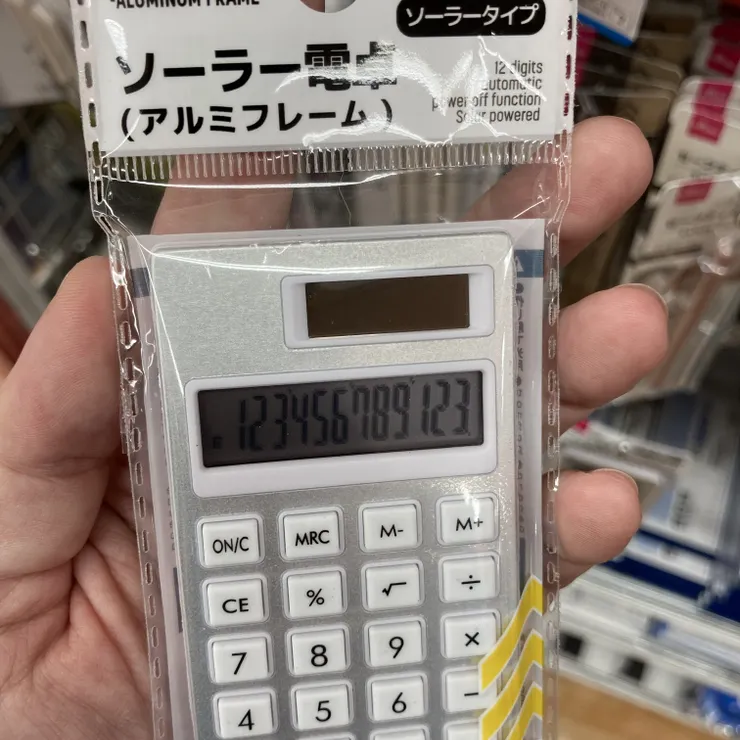 -ALUMINUM FRAME
ソーラータイプ
ソーラー電卓
(アルミフレーム)
12 digits
Automatic
power off function
Solar powered
123456789123.
ON/C MRC M- M+
CE % √ ÷
7 8 9 ×
4 5 6 −